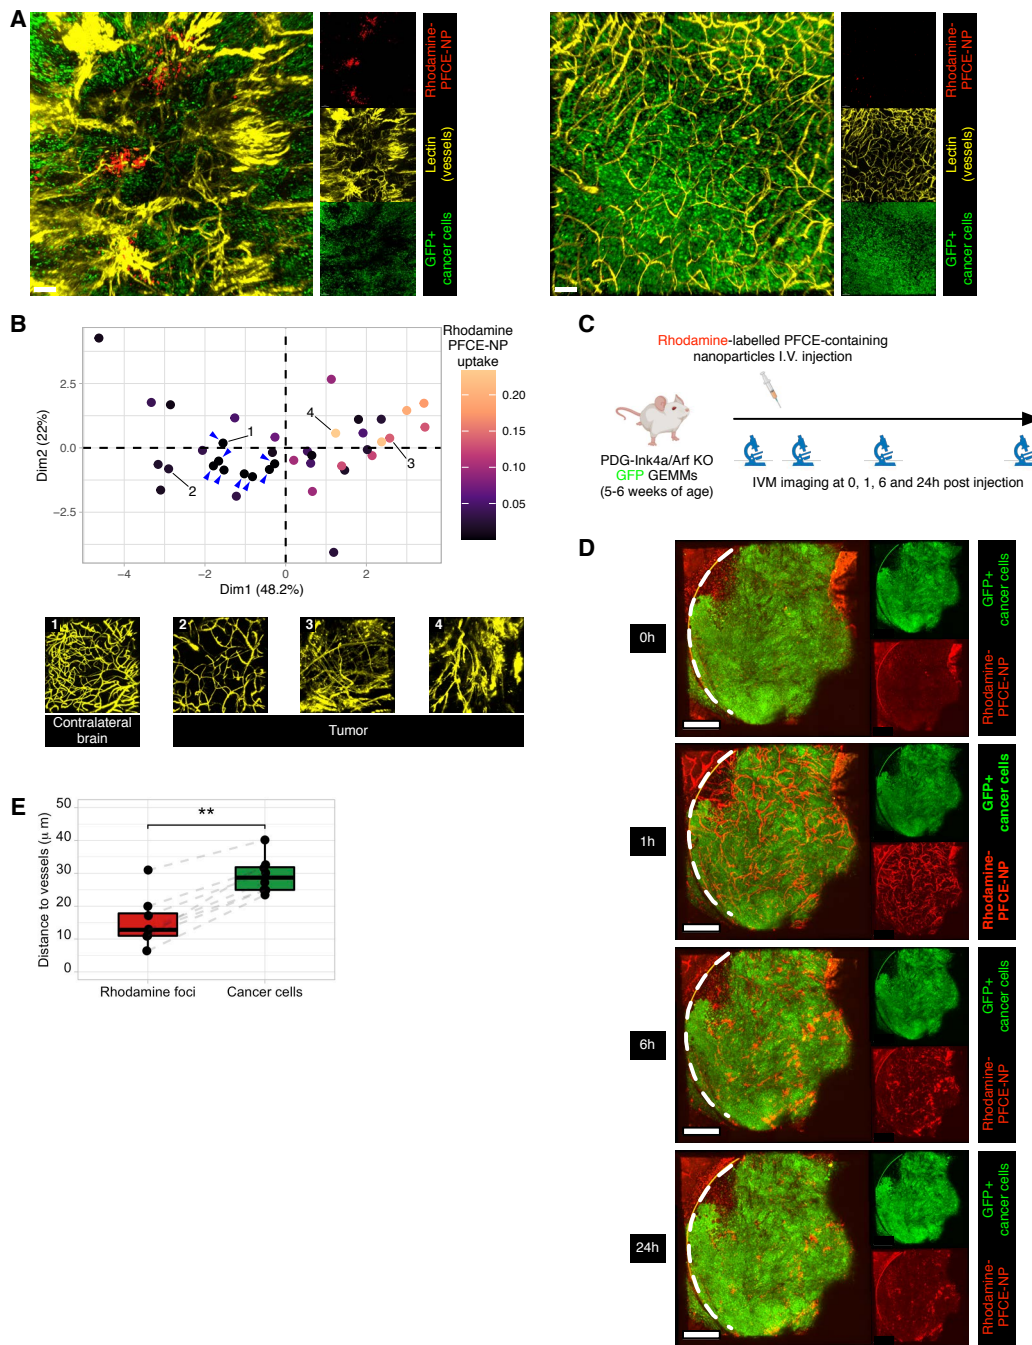 A
Rhodamine-
PFCE-NP
Lectin
(vessels)
GFP+
cancer cells
Rhodamine-
PFCE-NP
Lectin
(vessels)
GFP+
cancer cells
B
Rhodamine
PFCE-NP
uptake
0.20
0.15
0.10
0.05
Dim2 (22%)
2.5
0.0
−2.5
−4
−2
0
2
Dim1 (48.2%)
1
2
3
4
1
2
3
4
Contralateral
brain
Tumor
C
Rhodamine-labelled PFCE-containing
nanoparticles I.V. injection
PDG-Ink4a/Arf KO
GFP GEMMs
(5-6 weeks of age)
IVM imaging at 0, 1, 6 and 24h post injection
D
0h
GFP+
cancer cells
Rhodamine-
PFCE-NP
1h
GFP+
cancer cells
Rhodamine-
PFCE-NP
6h
GFP+
cancer cells
Rhodamine-
PFCE-NP
24h
GFP+
cancer cells
Rhodamine-
PFCE-NP
E
Distance to vessels (μ m)
50
40
30
20
10
0
**
Rhodamine foci
Cancer cells